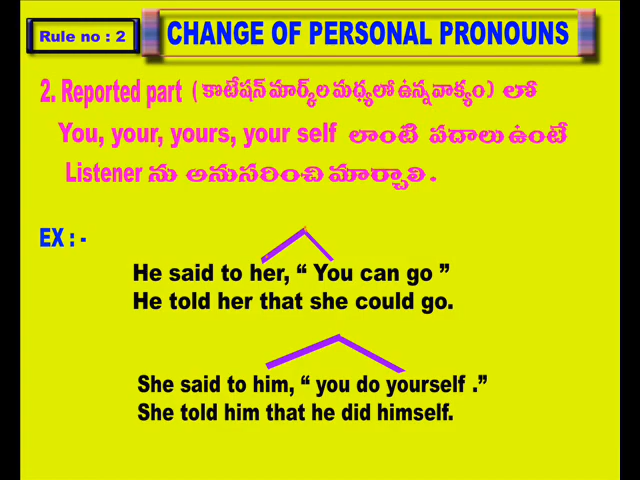 Rule no : 2
CHANGE OF PERSONAL PRONOUNS
2. Reported part ( కొటేషన్ మార్క్‌ల మధ్యలో ఉన్న వాక్యం) లో
You, your, yours, your self లాంటి పదాలు ఉంటే
Listener ను అనుసరించి మార్చాలి .
EX : -
He said to her, “ You can go ”
He told her that she could go.
She said to him, “ you do yourself .”
She told him that he did himself.